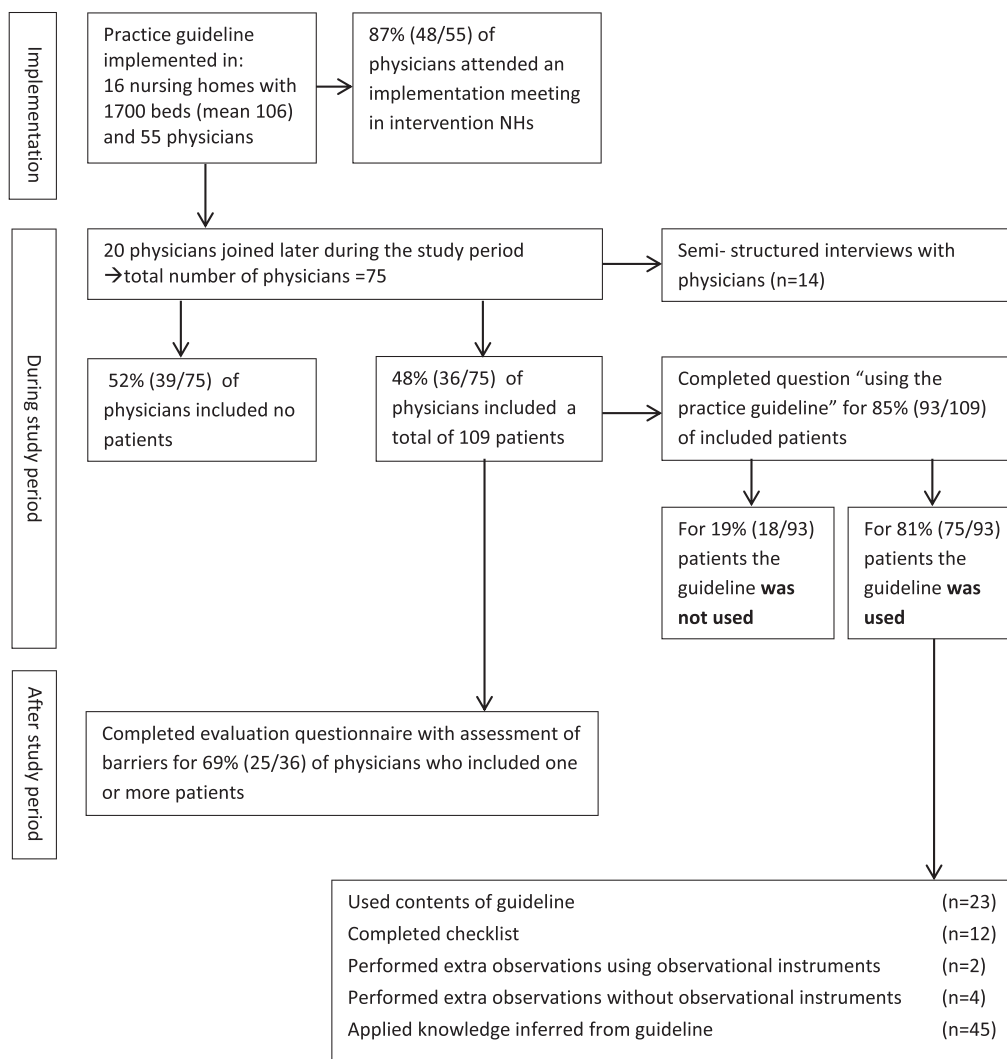 Implementation
Practice guideline
implemented in:
16 nursing homes with
1700 beds (mean 106)
and 55 physicians
87% (48/55) of
physicians attended an
implementation meeting
in intervention NHs
During study period
20 physicians joined later during the study period
→total number of physicians =75
Semi- structured interviews with
physicians (n=14)
52% (39/75) of
physicians included no
patients
48% (36/75) of
physicians included a
total of 109 patients
Completed question “using the
practice guideline” for 85% (93/109)
of included patients
For 19% (18/93)
patients the
guideline was
not used
For 81% (75/93)
patients the
guideline was
used
After study period
Completed evaluation questionnaire with assessment of
barriers for 69% (25/36) of physicians who included one
or more patients
Used contents of guideline (n=23)
Completed checklist (n=12)
Performed extra observations using observational instruments (n=2)
Performed extra observations without observational instruments (n=4)
Applied knowledge inferred from guideline (n=45)